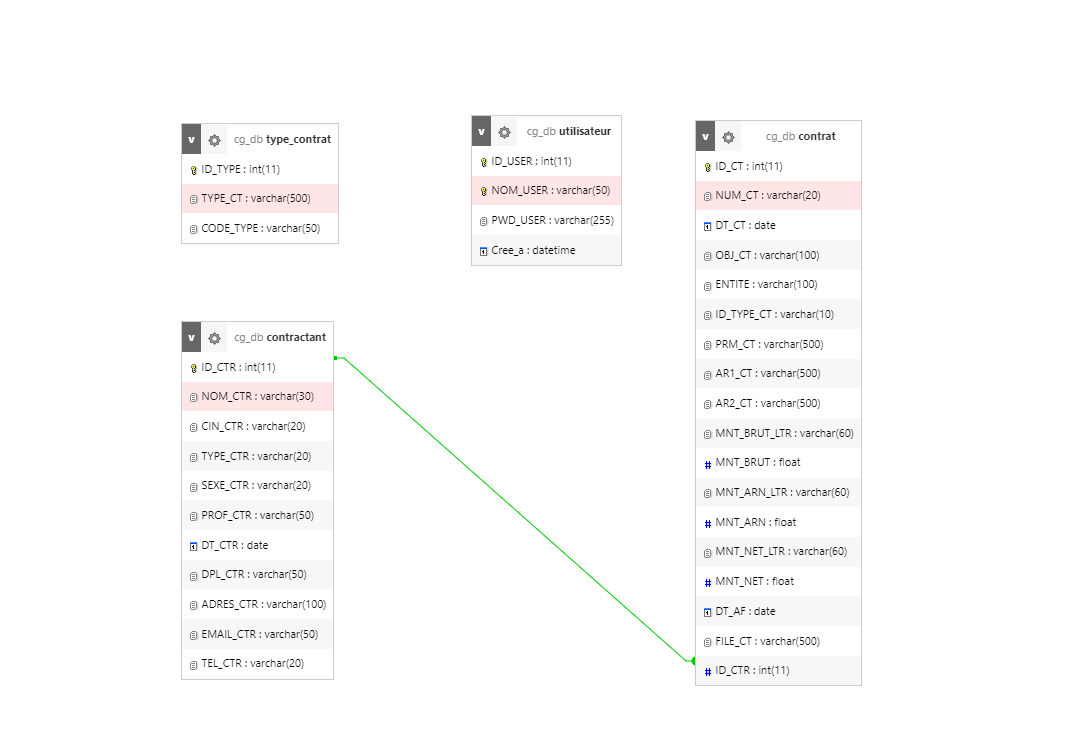 v cg_db type_contrat
ID_TYPE : int(11)
TYPE_CT : varchar(500)
CODE_TYPE : varchar(50)
v cg_db utilisateur
ID_USER : int(11)
NOM_USER : varchar(50)
PWD_USER : varchar(255)
Cree_a : datetime
v cg_db contrat
ID_CT : int(11)
NUM_CT : varchar(20)
DT_CT : date
OBJ_CT : varchar(100)
ENTITE : varchar(100)
ID_TYPE_CT : varchar(10)
PRM_CT : varchar(500)
AR1_CT : varchar(500)
AR2_CT : varchar(500)
MNT_BRUT_LTR : varchar(60)
# MNT_BRUT : float
MNT_ARN_LTR : varchar(60)
# MNT_ARN : float
MNT_NET_LTR : varchar(60)
# MNT_NET : float
DT_AF : date
FILE_CT : varchar(500)
# ID_CTR : int(11)
v cg_db contractant
ID_CTR : int(11)
NOM_CTR : varchar(30)
CIN_CTR : varchar(20)
TYPE_CTR : varchar(20)
SEXE_CTR : varchar(20)
PROF_CTR : varchar(50)
DT_CTR : date
DPL_CTR : varchar(50)
ADRES_CTR : varchar(100)
EMAIL_CTR : varchar(50)
TEL_CTR : varchar(20)